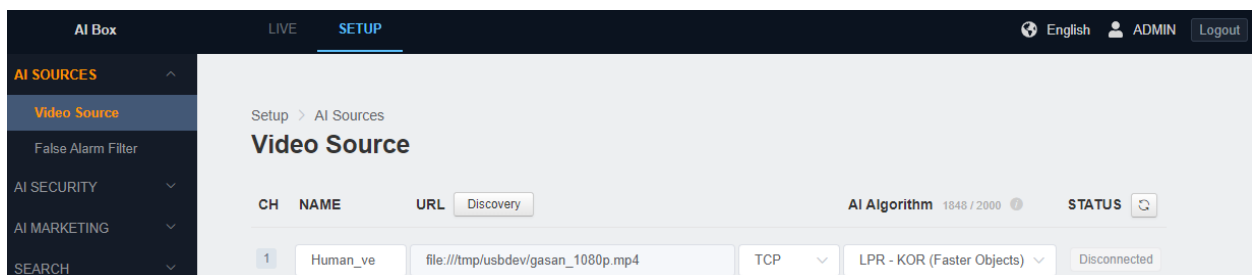 AI Box LIVE SETUP English ADMIN Logout
AI SOURCES
Video Source
False Alarm Filter
AI SECURITY
AI MARKETING
SEARCH
Setup > AI Sources
Video Source
CH NAME URL Discovery AI Algorithm 1848 / 2000 STATUS
1 Human_ve file:///tmp/usbdev/gasan_1080p.mp4 TCP LPR - KOR (Faster Objects) Disconnected